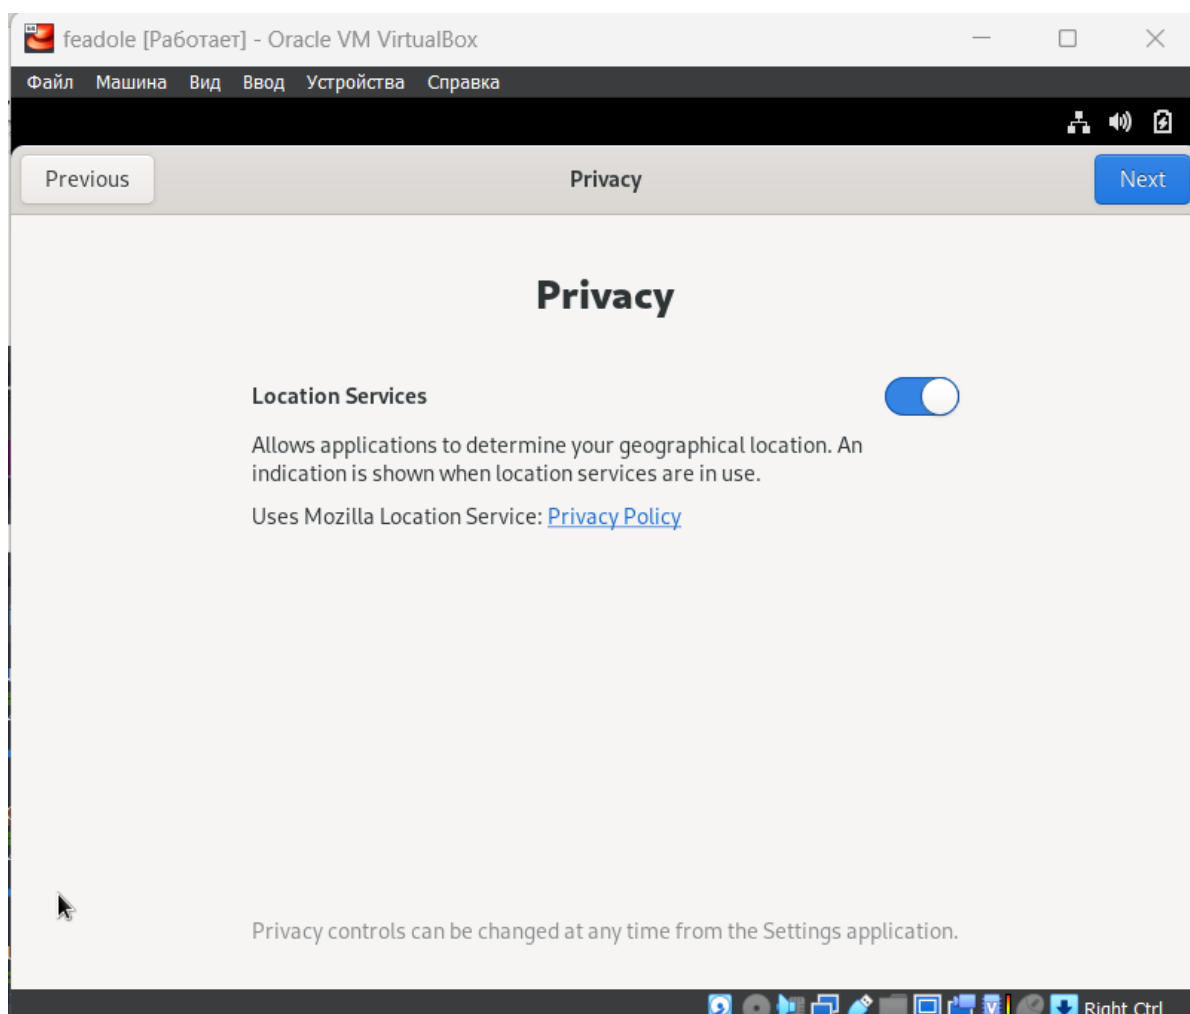 feadole [Работает] - Oracle VM VirtualBox
Файл Машина Вид Ввод Устройства Справка
Previous Privacy Next
Privacy
Location Services
Allows applications to determine your geographical location. An
indication is shown when location services are in use.
Uses Mozilla Location Service: Privacy Policy
Privacy controls can be changed at any time from the Settings application.
Right Ctrl